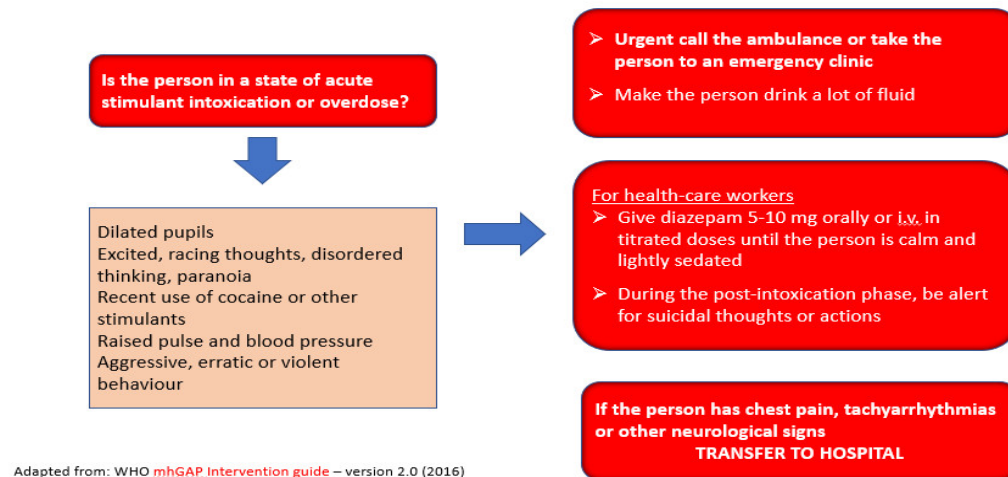 Is the person in a state of acute
stimulant intoxication or overdose?
Dilated pupils
Excited, racing thoughts, disordered
thinking, paranoia
Recent use of cocaine or other
stimulants
Raised pulse and blood pressure
Aggressive, erratic or violent
behaviour
➢ Urgent call the ambulance or take the
person to an emergency clinic
➢ Make the person drink a lot of fluid
For health-care workers
➢ Give diazepam 5-10 mg orally or i.v. in
titrated doses until the person is calm and
lightly sedated
➢ During the post-intoxication phase, be alert
for suicidal thoughts or actions
If the person has chest pain, tachyarrhythmias
or other neurological signs
TRANSFER TO HOSPITAL
Adapted from: WHO mhGAP Intervention guide – version 2.0 (2016)